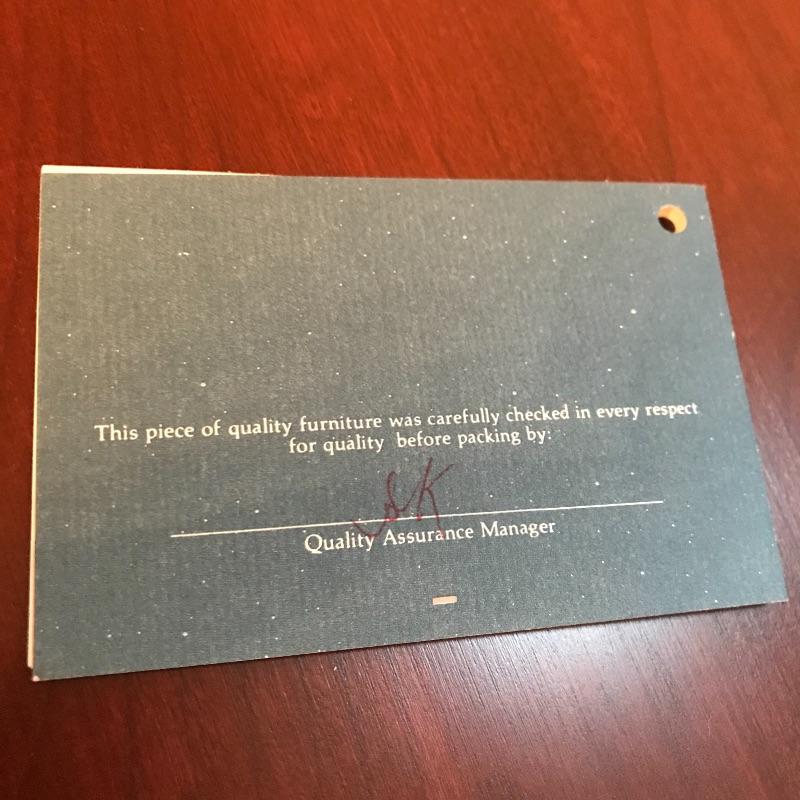 This piece of quality furniture was carefully checked in every respect
for quality before packing by:
SK
Quality Assurance Manager